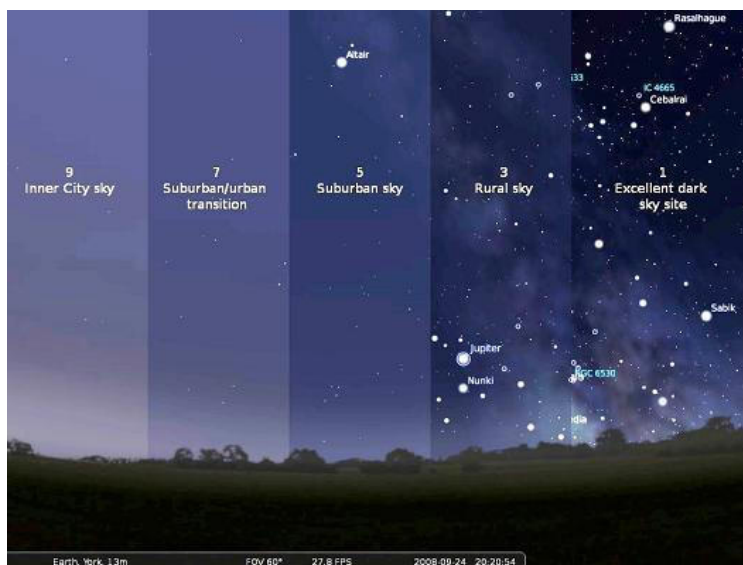 Rasalhague
Altair
IC 4665
Cebalrai
9
Inner City sky
7
Suburban/urban
transition
5
Suburban sky
3
Rural sky
1
Excellent dark
sky site
Sabik
Jupiter
Nunki
NGC 6530
Earth, York, 13m FOV 60° 27.8 FPS 2008-09-24 20:20:54